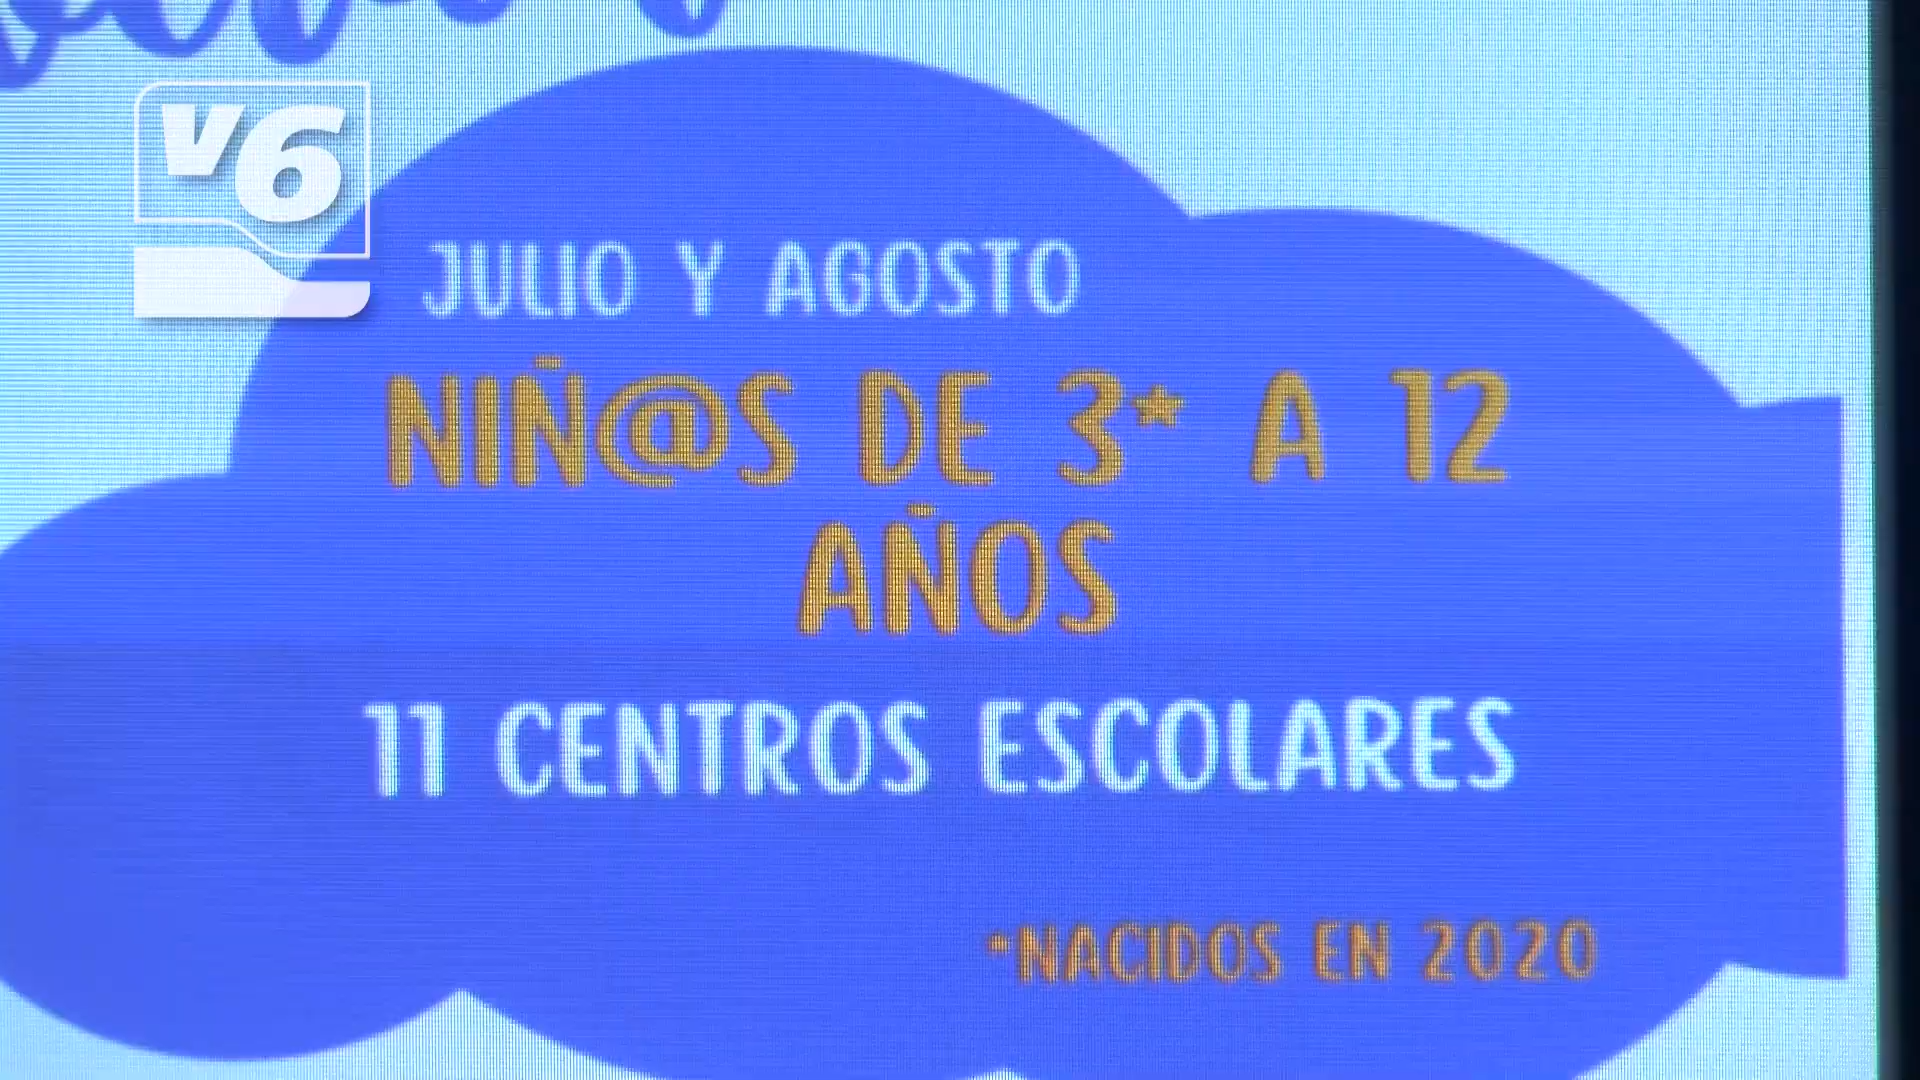 V6
JULIO Y AGOSTO
NIÑ@S DE 3* A 12
AÑOS
11 CENTROS ESCOLARES
*NACIDOS EN 2020